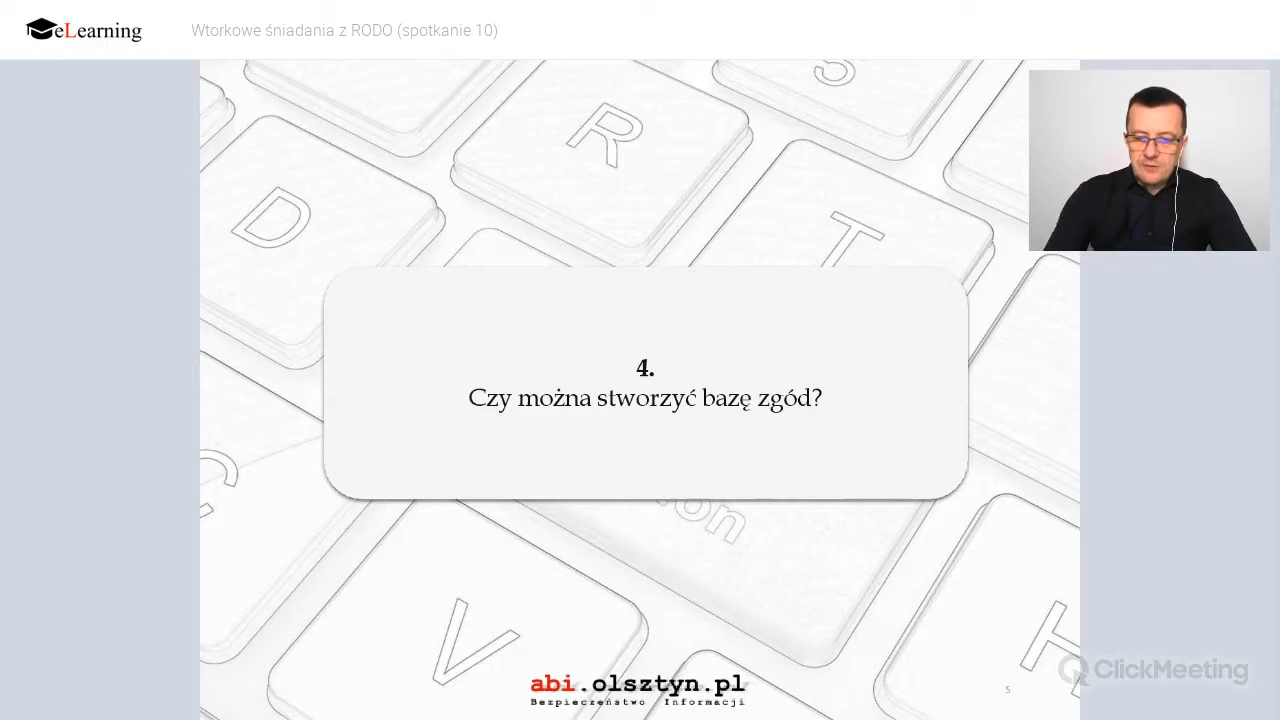 eLearning
Wtorkowe śniadania z RODO (spotkanie 10)
S
R
D
T
4.
Czy można stworzyć bazę zgód?
C
on
V
H
abi.olsztyn.pl
Bezpieczeństwo Informacji
5
ClickMeeting